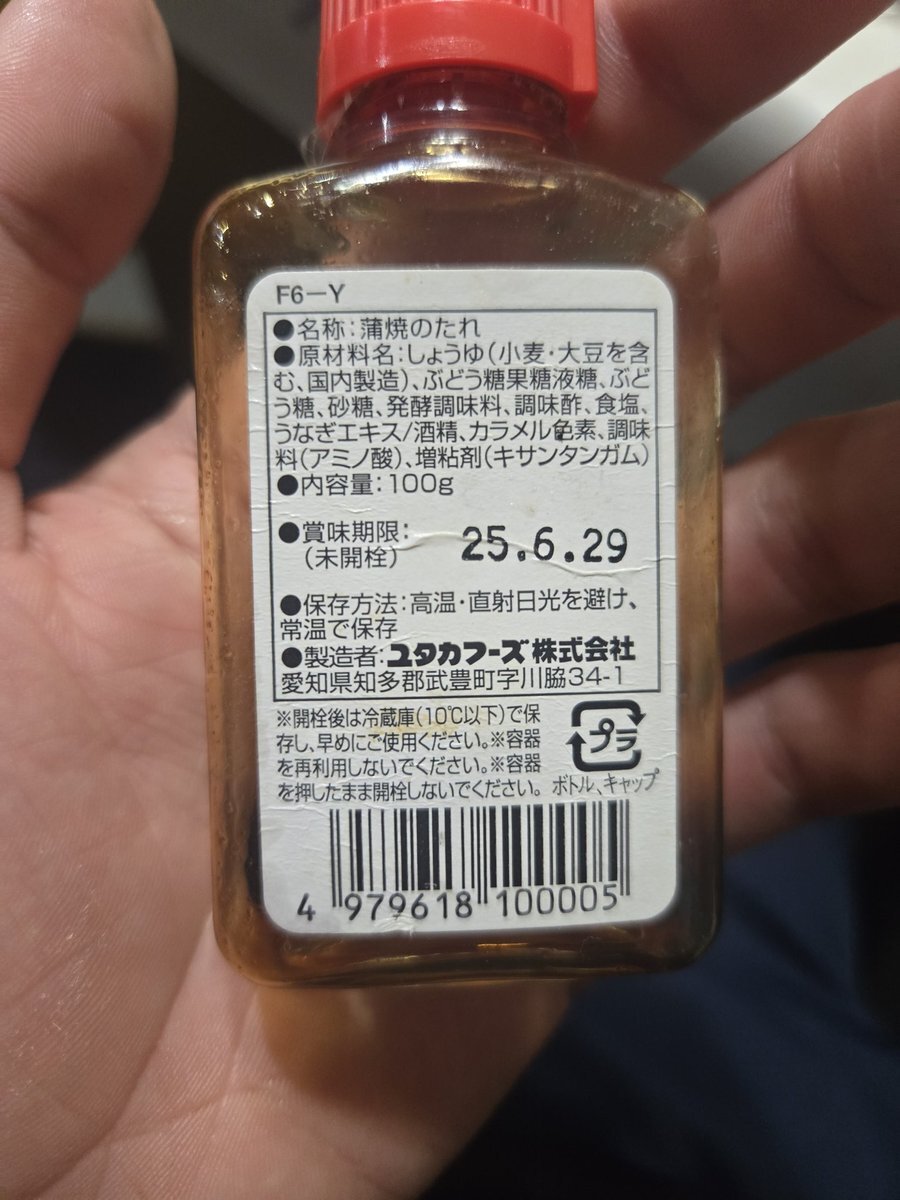 F6-Y
●名称:蒲焼のたれ
●原材料名:しょうゆ(小麦・大豆を含
む、国内製造)、ぶどう糖果糖液糖、ぶど
う糖、砂糖、発酵調味料、調味酢、食塩、
うなぎエキス/酒精、カラメル色素、調味
料(アミノ酸)、増粘剤(キサンタンガム)
●内容量:100g
●賞味期限:
(未開栓)
25.6.29
●保存方法:高温・直射日光を避け、
常温で保存
●製造者:ユタカフーズ株式会社
愛知県知多郡武豊町字川脇34-1
※開栓後は冷蔵庫(10℃以下)で保
存し、早めにご使用ください。※容器
を再利用しないでください。※容器
を押したまま開栓しないでください。
プラ
ボトル、キャップ
4 979618 100005